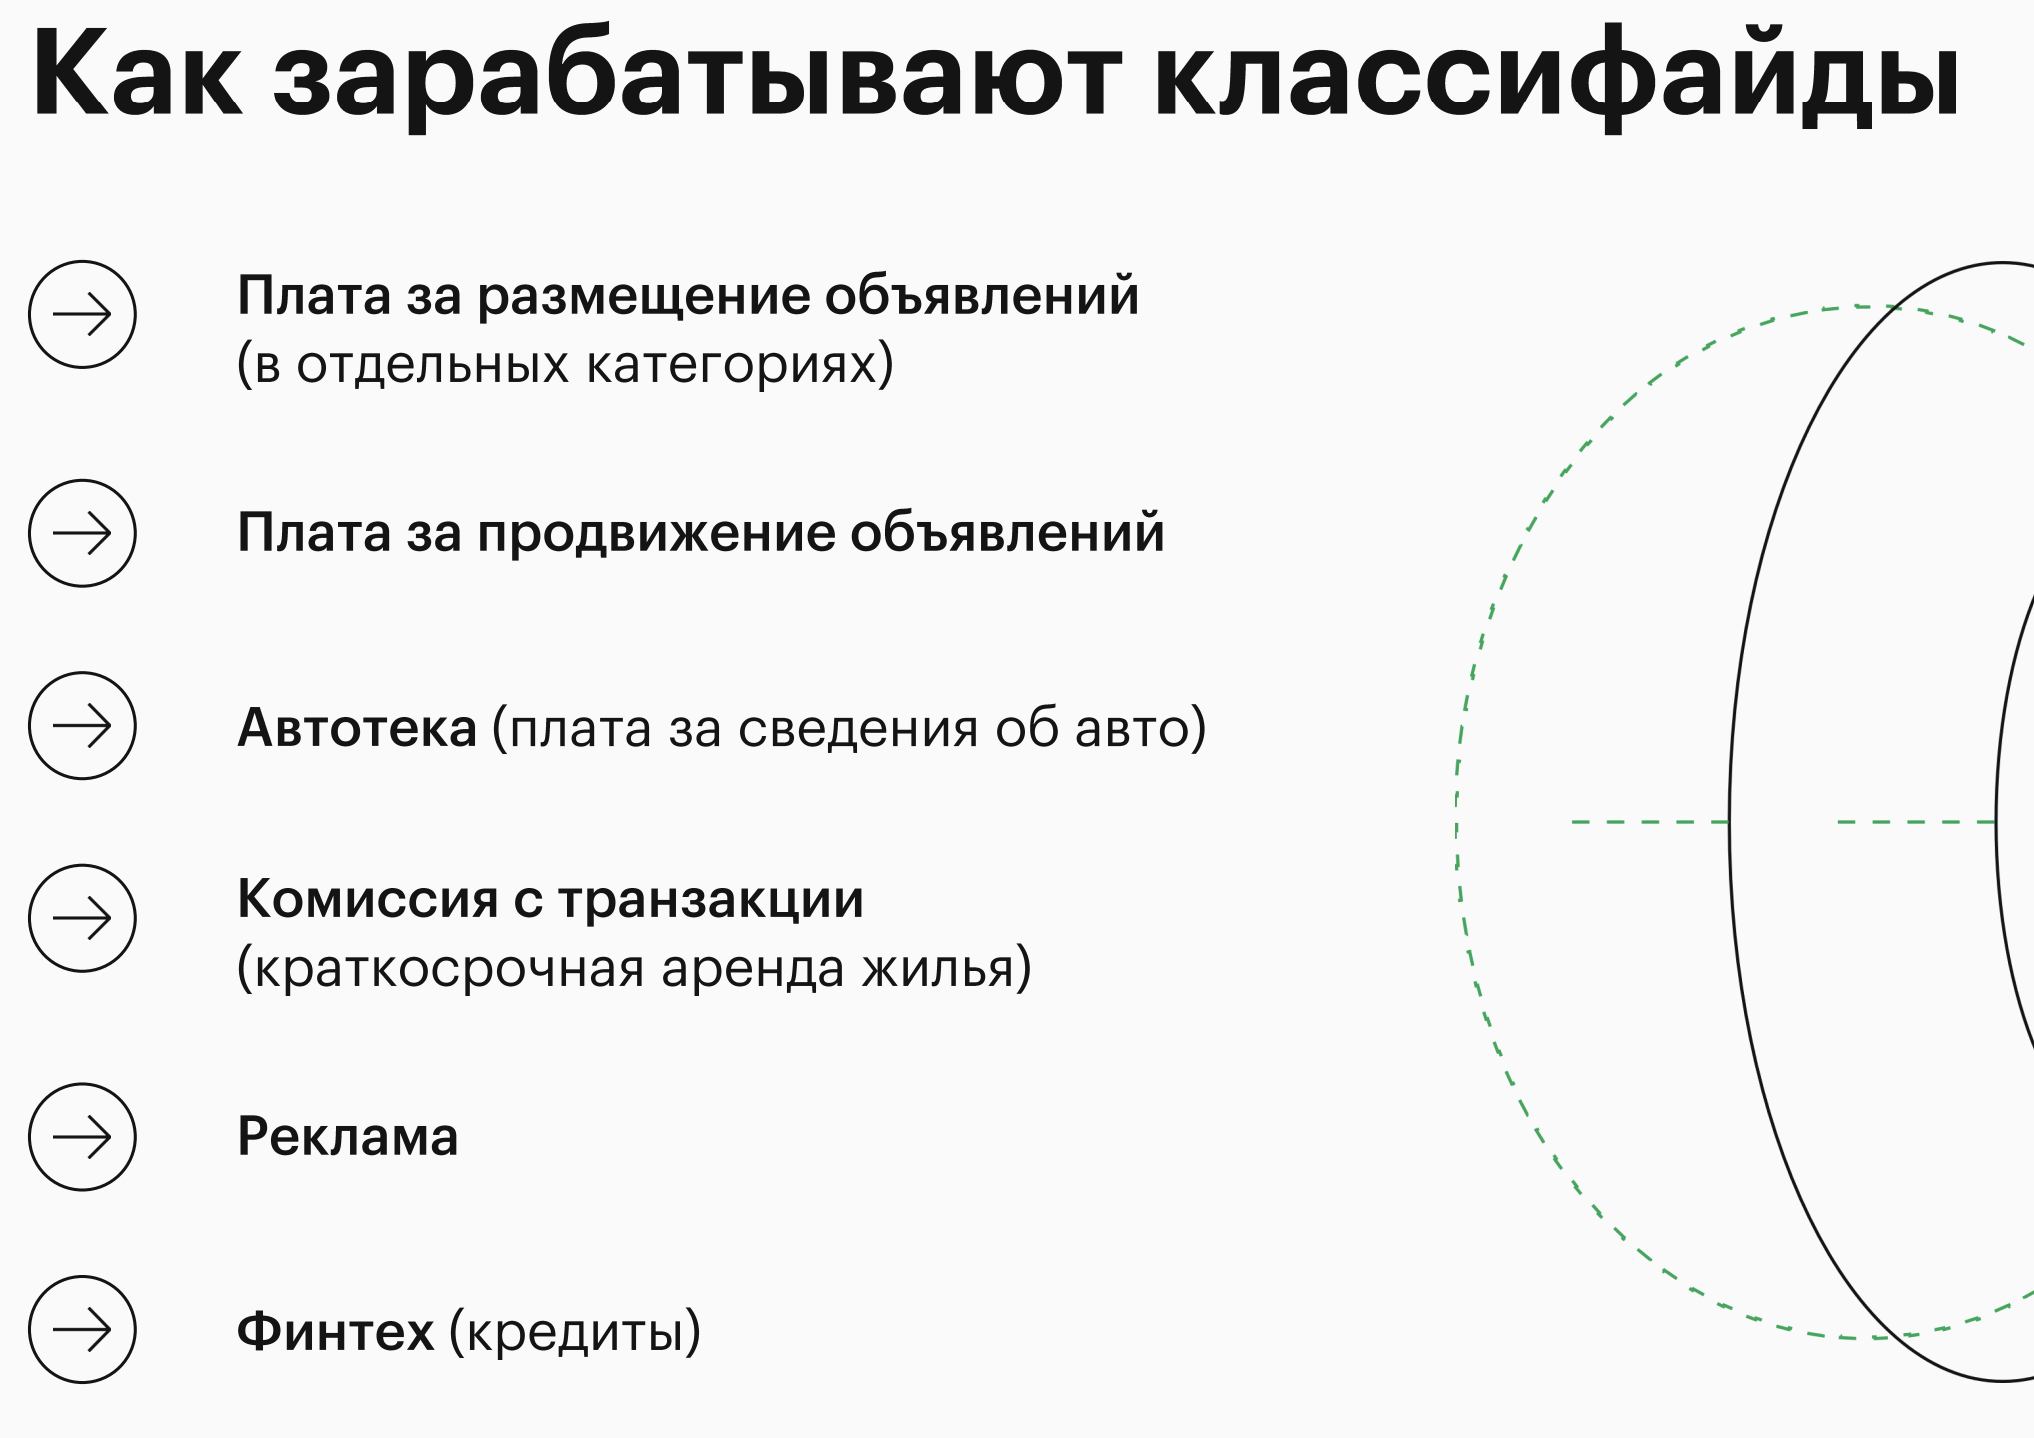 Как зарабатывают классифайды
Плата за размещение объявлений
(в отдельных категориях)
Плата за продвижение объявлений
Автотека (плата за сведения об авто)
Комиссия с транзакции
(краткосрочная аренда жилья)
Реклама
Финтех (кредиты)